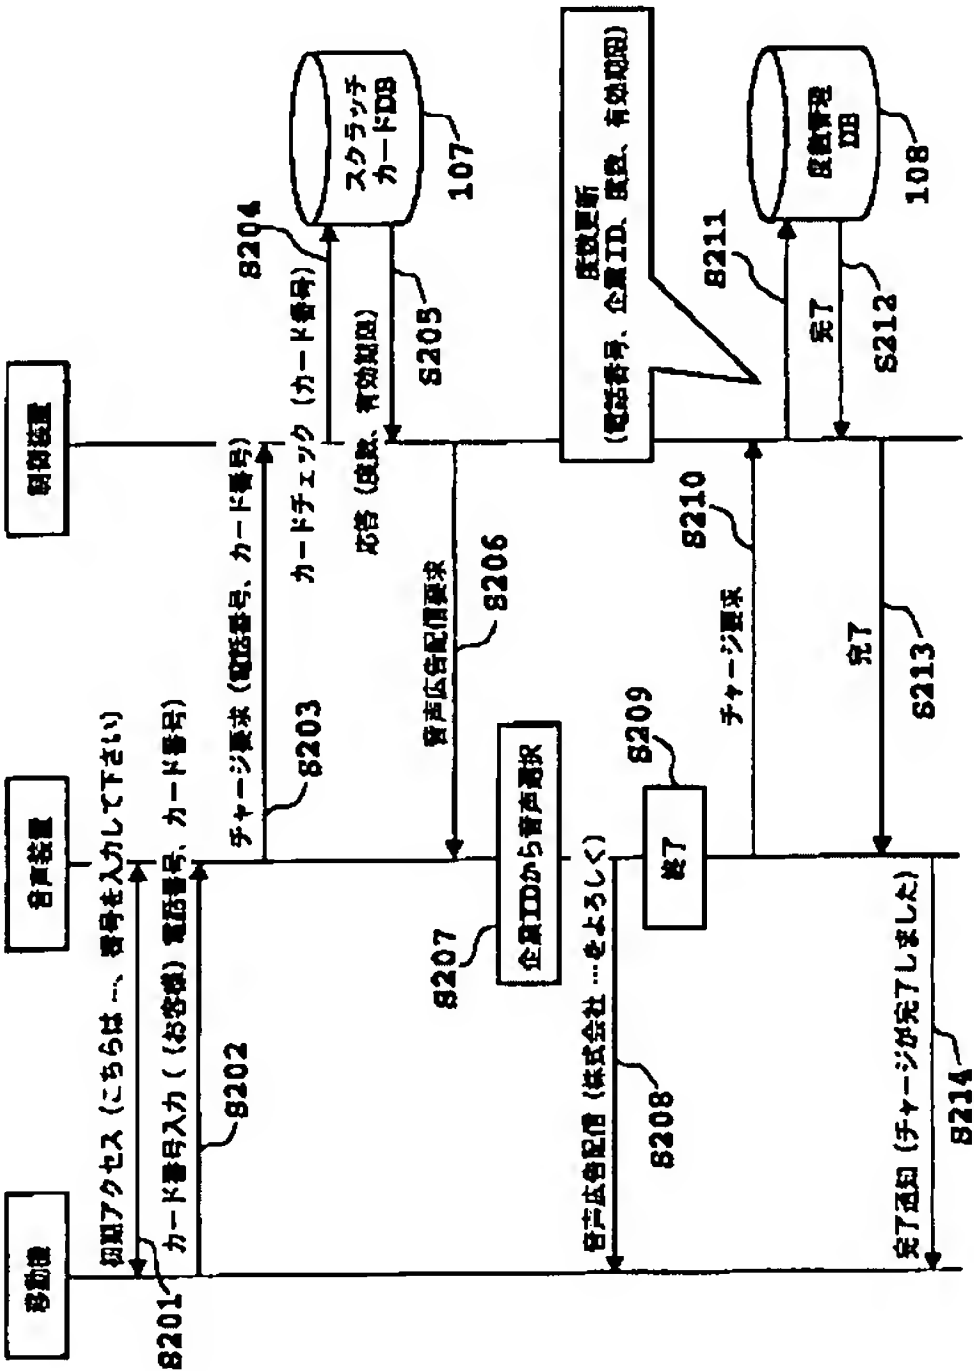 移動機
音声装置
制御装置
初期アクセス（こちらは…、番号を入力して下さい）
S201
カード番号入力（（お客様）電話番号、カード番号）
S202
チャージ要求（電話番号、カード番号）
S203
カードチェック（カード番号）
S204
スクラッチ
カードDB
107
応答（度数、有効期限）
S205
音声広告配信要求
S206
企業IDから音声選択
S207
音声広告配信（株式会社…をよろしく）
S208
終了
S209
チャージ要求
S210
度数更新
（電話番号、企業ID、度数、有効期限）
S211
度数管理
DB
108
完了
S212
完了
S213
完了通知（チャージが完了しました）
S214